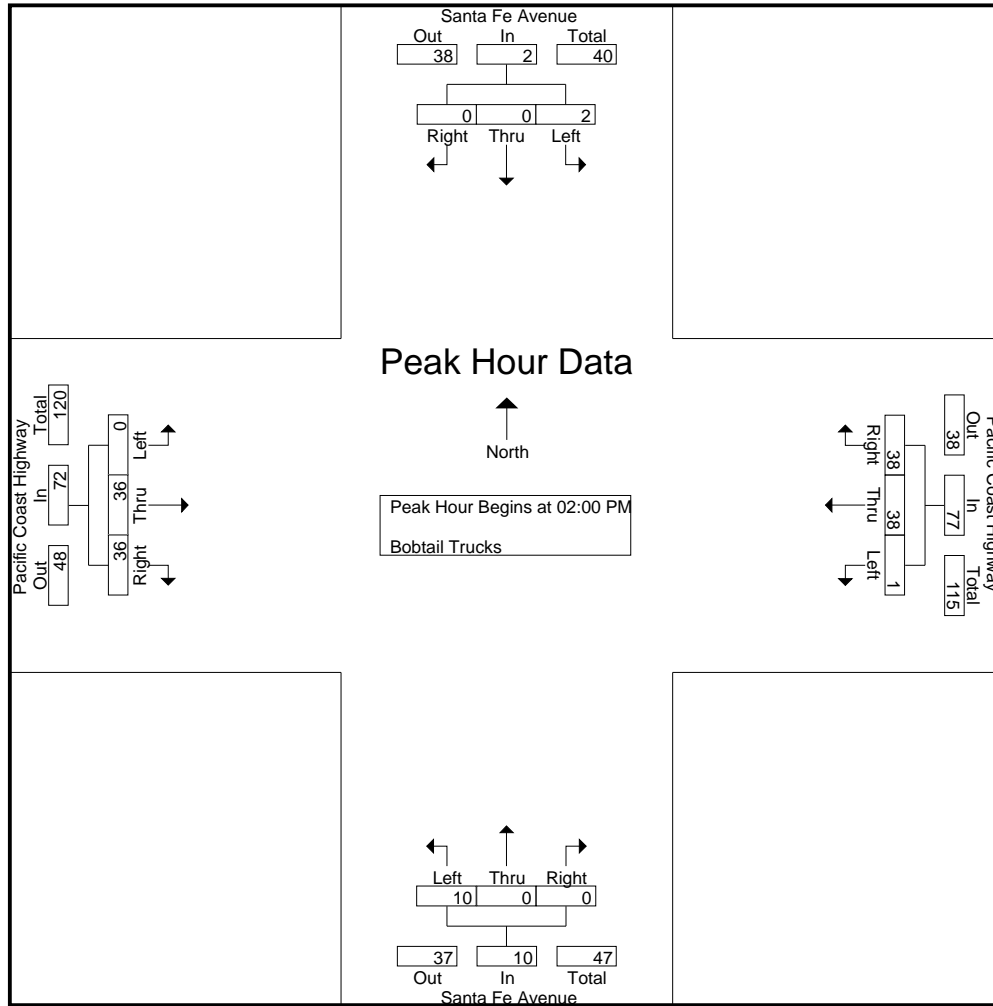 Santa Fe Avenue
Out In Total
38 2 40
0 0 2
Right Thru Left
Peak Hour Data
North
Peak Hour Begins at 02:00 PM
Bobtail Trucks
Pacific Coast Highway
Total In Out
120 72 48
0 36 36
Left Thru Right
Pacific Coast Highway
Out In Total
38 77 115
38 38 1
Right Thru Left
Left Thru Right
10 0 0
37 10 47
Out In Total
Santa Fe Avenue